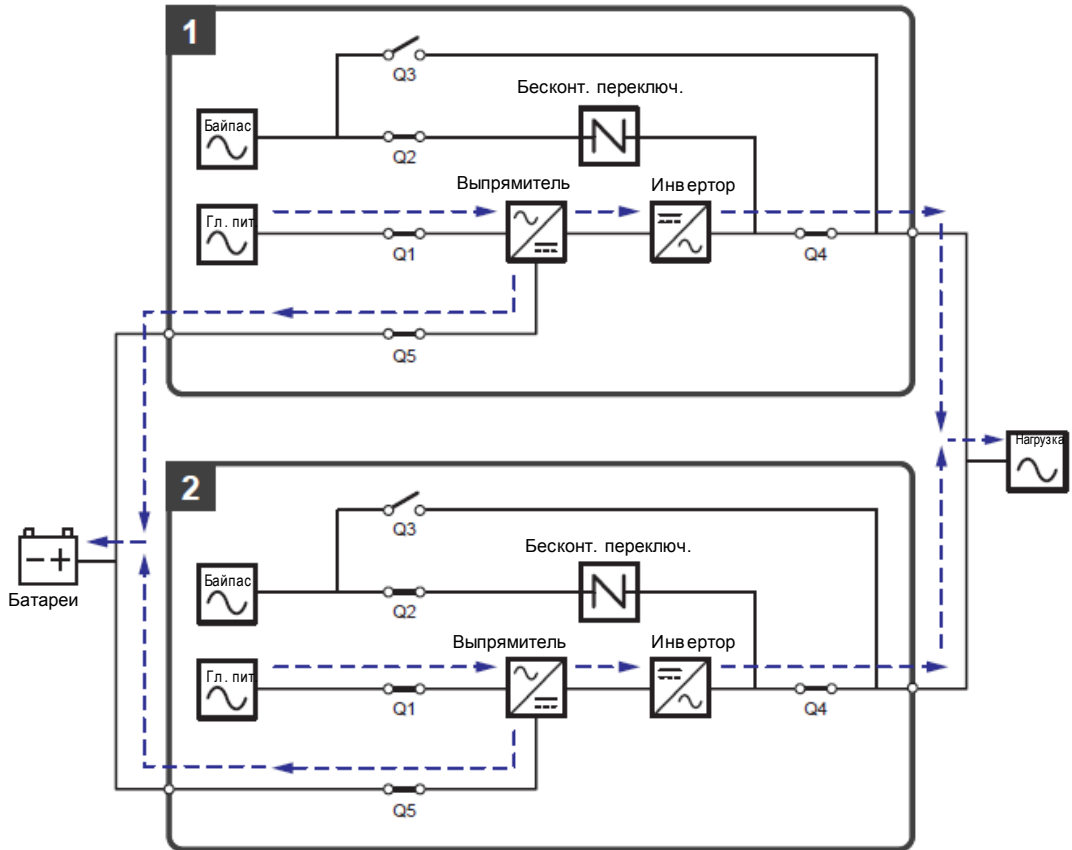 1
Q3
Бесконт. переключ.
Байпас
Q2
Выпрямитель
Инвертор
Гл. пит
Q1
Q4
Q5
Нагрузка
2
Q3
Бесконт. переключ.
Байпас
Q2
Батареи
Выпрямитель
Инвертор
Гл. пит
Q1
Q4
Q5